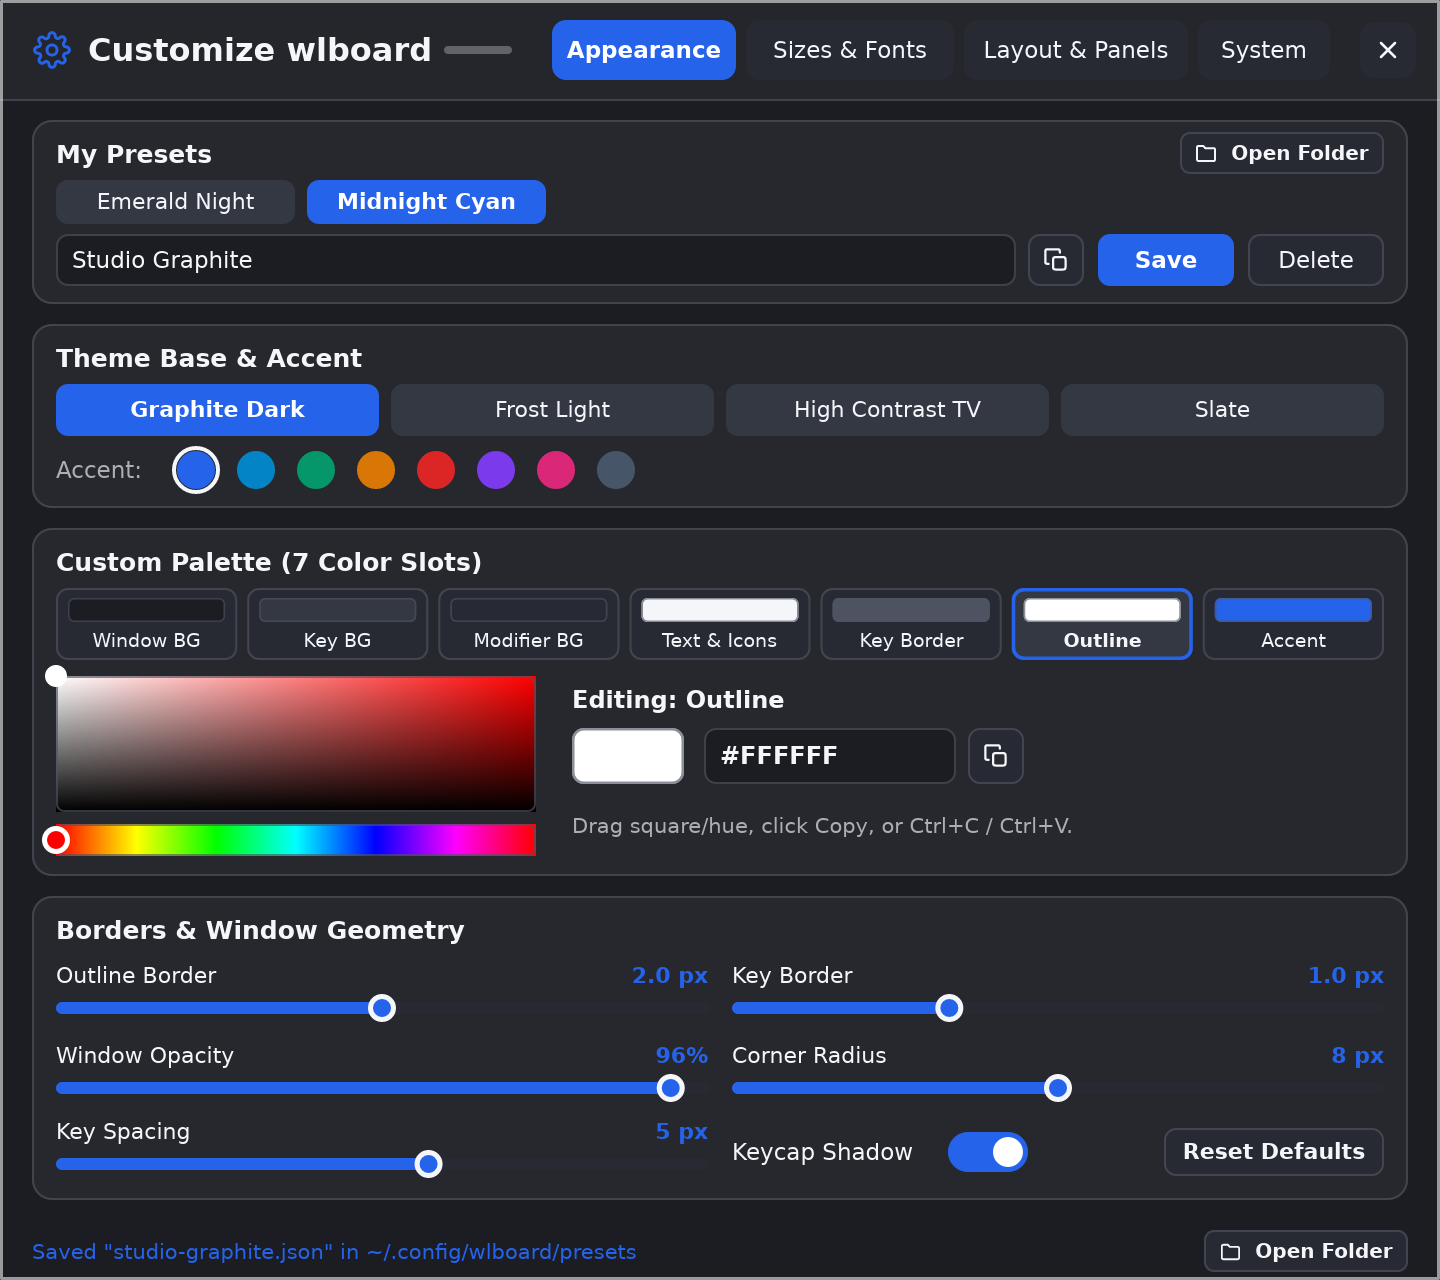 Customize wlboard
Appearance
Sizes & Fonts
Layout & Panels
System
My Presets
Open Folder
Emerald Night
Midnight Cyan
Studio Graphite
Save
Delete
Theme Base & Accent
Graphite Dark
Frost Light
High Contrast TV
Slate
Accent:
Custom Palette (7 Color Slots)
Window BG
Key BG
Modifier BG
Text & Icons
Key Border
Outline
Accent
Editing: Outline
#FFFFFF
Drag square/hue, click Copy, or Ctrl+C / Ctrl+V.
Borders & Window Geometry
Outline Border
2.0 px
Key Border
1.0 px
Window Opacity
96%
Corner Radius
8 px
Key Spacing
5 px
Keycap Shadow
Reset Defaults
Saved "studio-graphite.json" in ~/.config/wlboard/presets
Open Folder